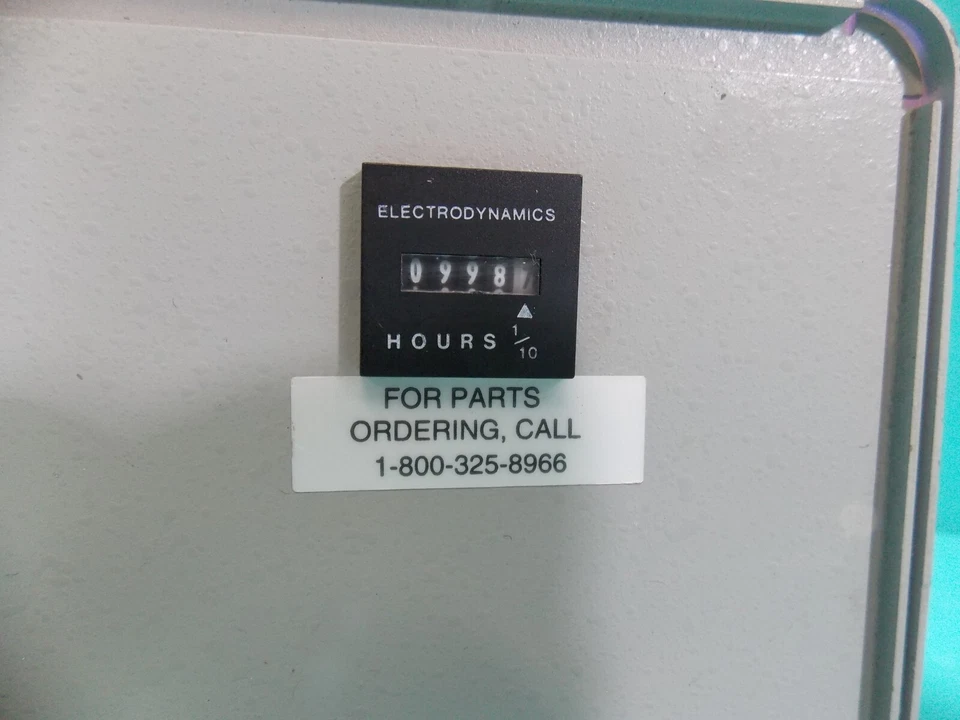 ELECTRODYNAMICS
0998
HOURS 1/10
FOR PARTS
ORDERING, CALL
1-800-325-8966